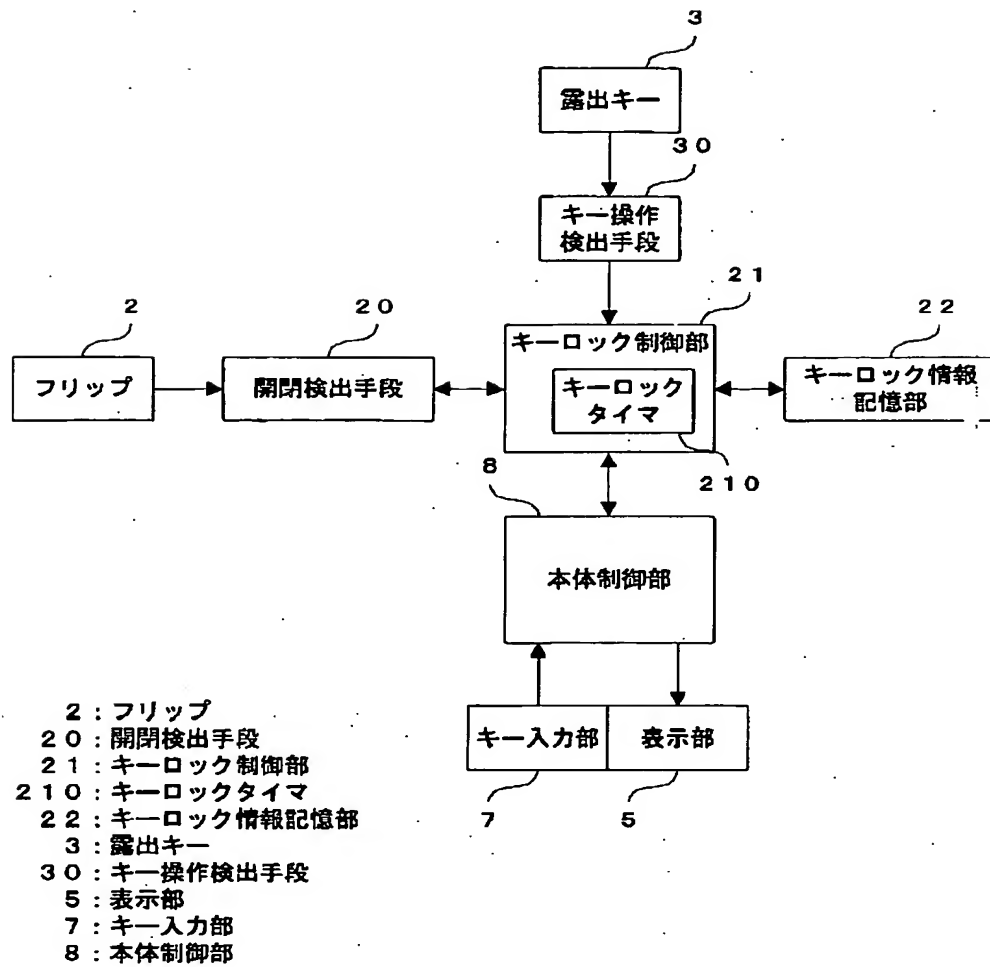 3
露出キー
30
キー操作
検出手段
21
2
20
22
キーロック制御部
フリップ
開閉検出手段
キーロック
タイマ
キーロック情報
記憶部
8
210
本体制御部
キー入力部
表示部
7
5
2:フリップ
20:開閉検出手段
21:キーロック制御部
210:キーロックタイマ
22:キーロック情報記憶部
3:露出キー
30:キー操作検出手段
5:表示部
7:キー入力部
8:本体制御部